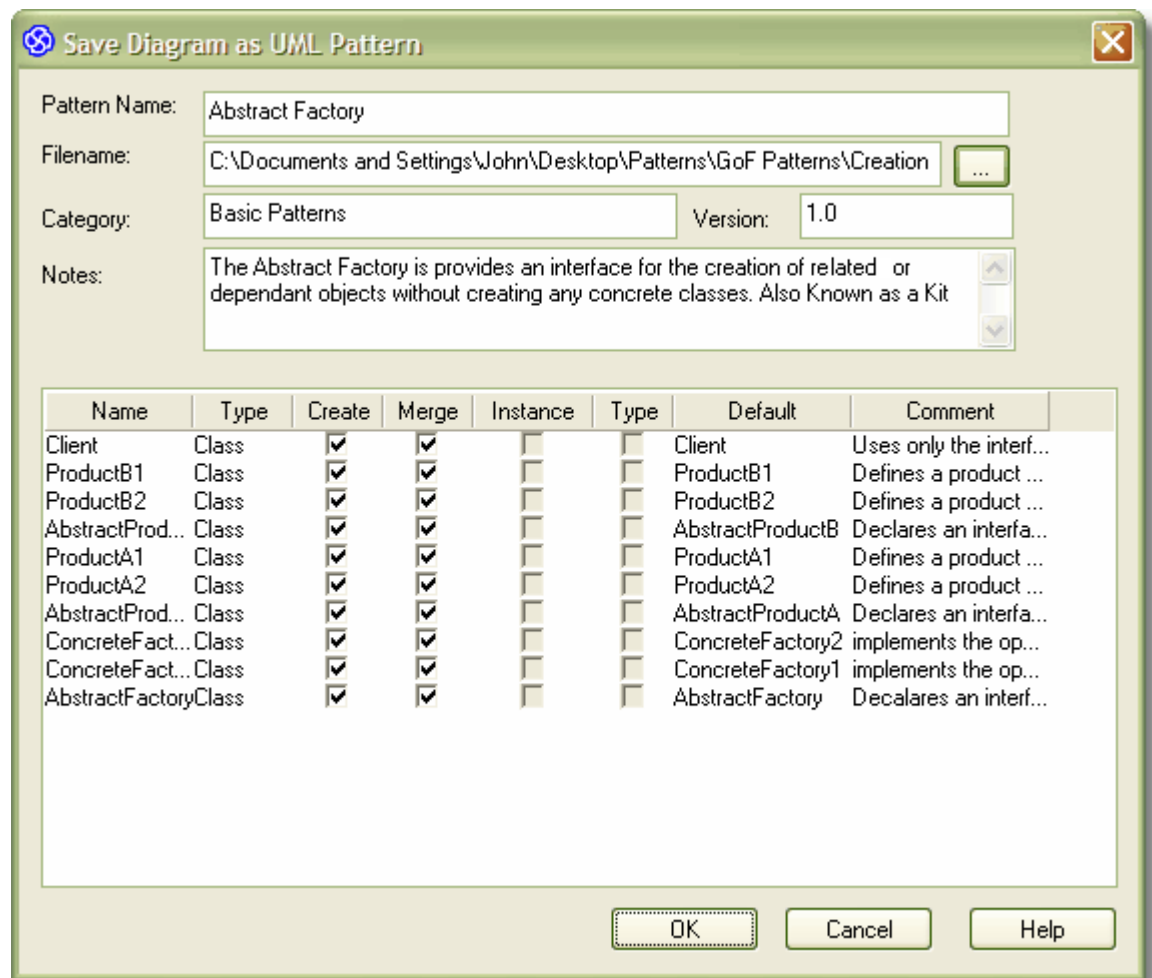 Save Diagram as UML Pattern
Pattern Name: Abstract Factory
Filename: C:\Documents and Settings\John\Desktop\Patterns\GoF Patterns\Creation ...
Category: Basic Patterns Version: 1.0
Notes: The Abstract Factory is provides an interface for the creation of related or
dependant objects without creating any concrete classes. Also Known as a Kit
Name Type Create Merge Instance Type Default Comment
Client Class Client Uses only the interf...
ProductB1 Class ProductB1 Defines a product ...
ProductB2 Class ProductB2 Defines a product ...
AbstractProd... Class AbstractProductB Declares an interfa...
ProductA1 Class ProductA1 Defines a product ...
ProductA2 Class ProductA2 Defines a product ...
AbstractProd... Class AbstractProductA Declares an interfa...
ConcreteFact... Class ConcreteFactory2 implements the op...
ConcreteFact... Class ConcreteFactory1 implements the op...
AbstractFactory Class AbstractFactory Decalares an interf...
OK Cancel Help